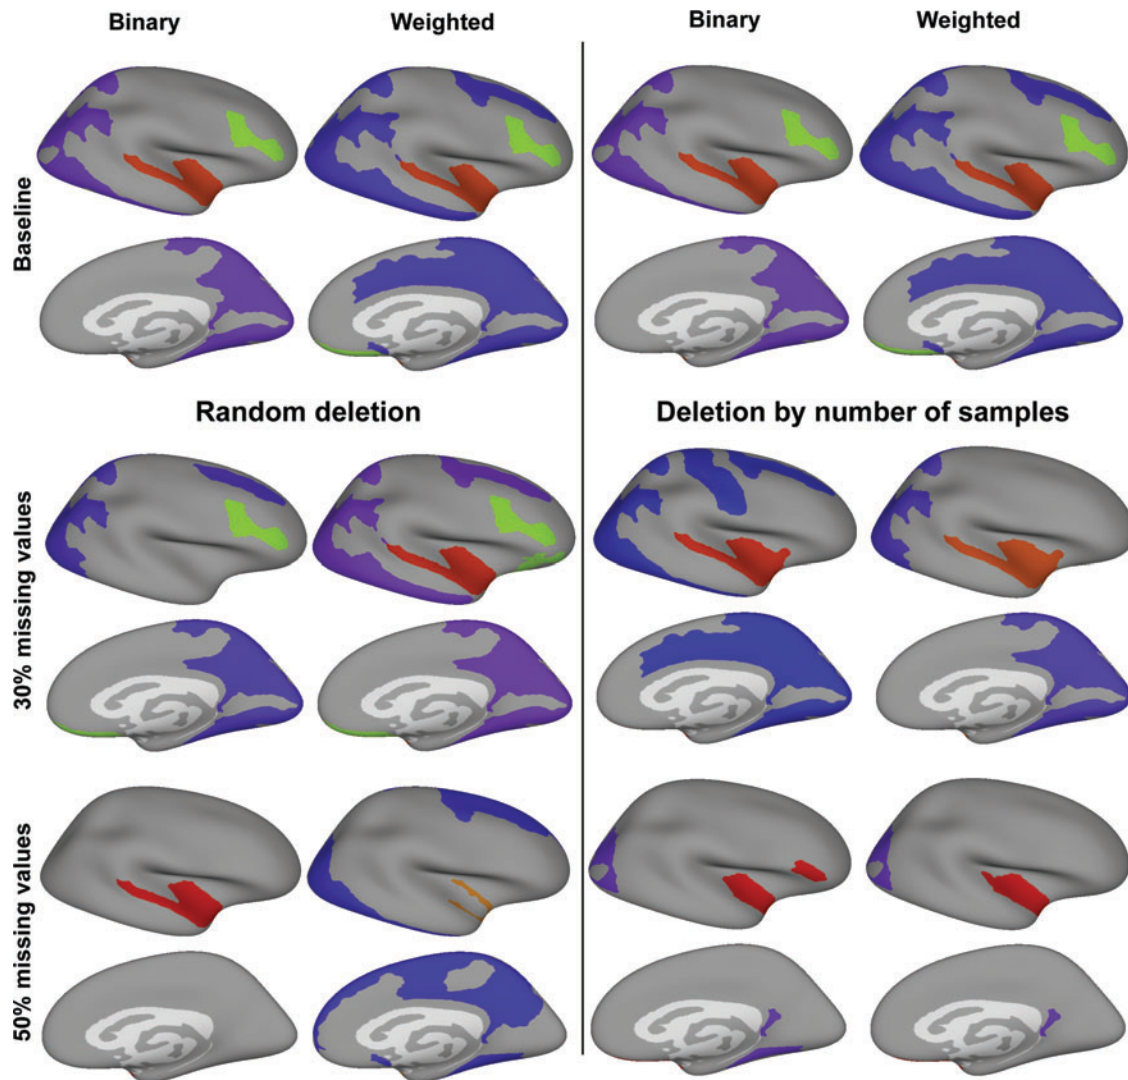 Binary
Weighted
Binary
Weighted
Baseline
Random deletion
Deletion by number of samples
30% missing values
50% missing values